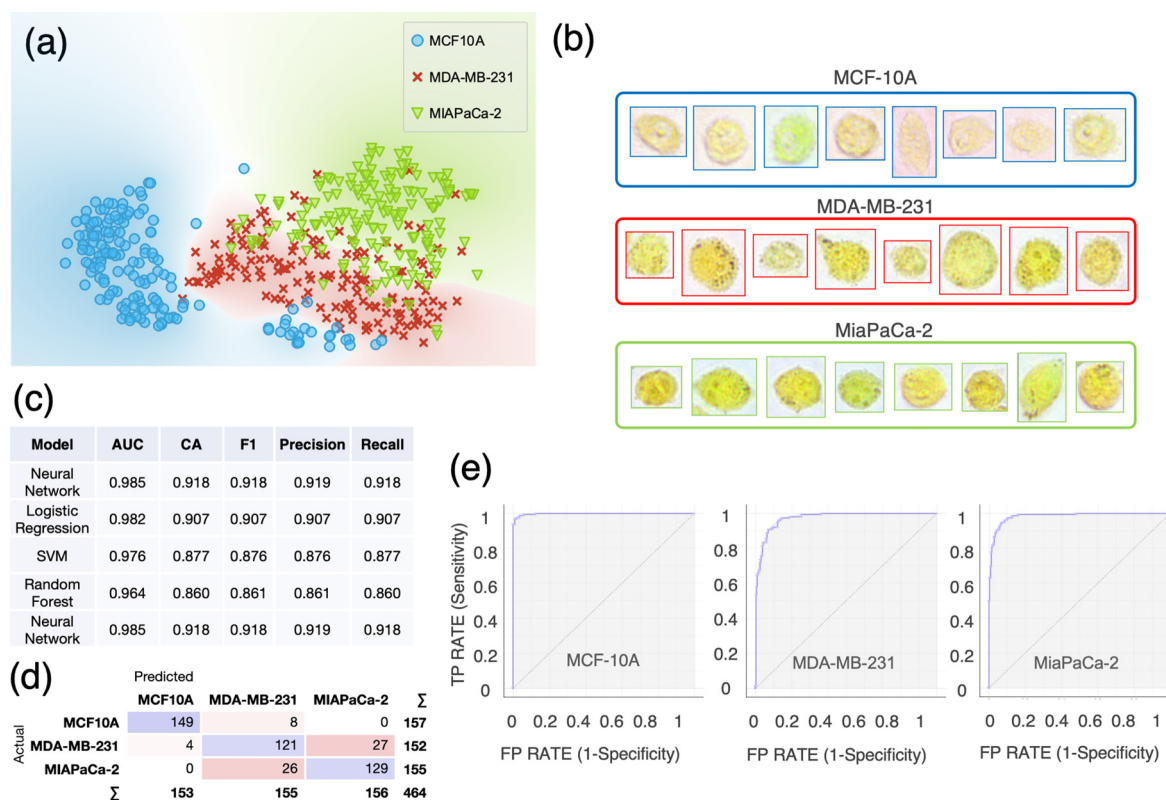 (a)
MCF10A
MDA-MB-231
MIAPaCa-2
(b)
MCF-10A
MDA-MB-231
MiaPaCa-2
(c)
Model AUC CA F1 Precision Recall
Neural
Network 0.985 0.918 0.918 0.919 0.918
Logistic
Regression 0.982 0.907 0.907 0.907 0.907
SVM 0.976 0.877 0.876 0.876 0.877
Random
Forest 0.964 0.860 0.861 0.861 0.860
Neural
Network 0.985 0.918 0.918 0.919 0.918
(d)
Predicted
MCF10A MDA-MB-231 MIAPaCa-2 Σ
Actual
MCF10A 149 8 0 157
MDA-MB-231 4 121 27 152
MIAPaCa-2 0 26 129 155
Σ 153 155 156 464
(e)
TP RATE (Sensitivity)
1
0.8
0.6
0.4
0.2
0
MCF-10A
0 0.2 0.4 0.6 0.8 1
FP RATE (1-Specificity)
1
0.8
0.6
0.4
0.2
0
MDA-MB-231
0 0.2 0.4 0.6 0.8 1
FP RATE (1-Specificity)
1
0.8
0.6
0.4
0.2
0
MiaPaCa-2
0 0.2 0.4 0.6 0.8 1
FP RATE (1-Specificity)